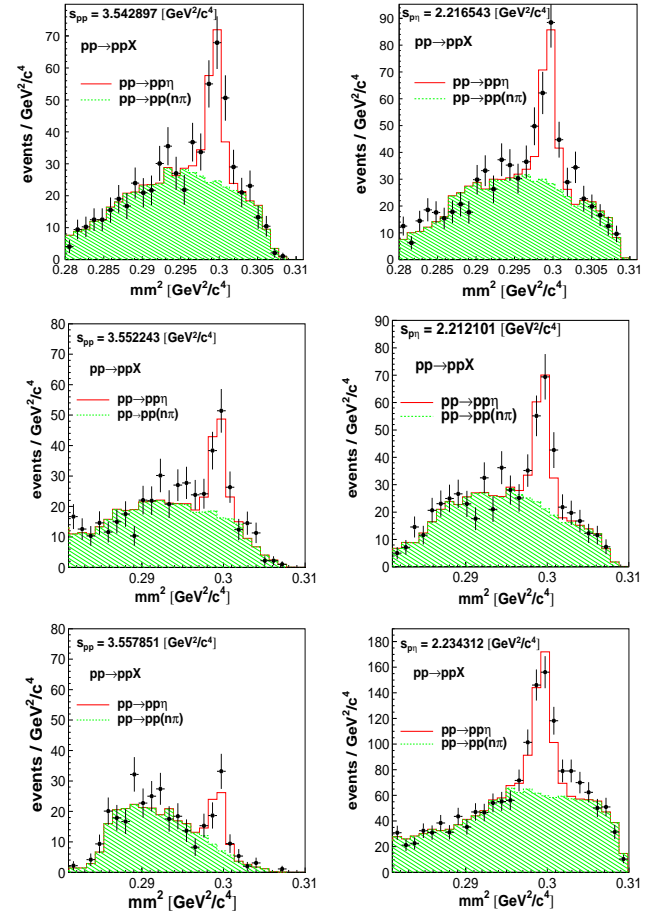 s_pp = 3.542897 [GeV²/c⁴]
pp→ppX
pp→ppη
pp→pp(nπ)
events / GeV²/c⁴
70
60
50
40
30
20
10
0
0.28 0.285 0.29 0.295 0.3 0.305 0.31
mm² [GeV²/c⁴]
s_pη = 2.216543 [GeV²/c⁴]
pp→ppX
pp→ppη
pp→pp(nπ)
events / GeV²/c⁴
90
80
70
60
50
40
30
20
10
0
0.28 0.285 0.29 0.295 0.3 0.305 0.31
mm² [GeV²/c⁴]
s_pp = 3.552243 [GeV²/c⁴]
pp→ppX
pp→ppη
pp→pp(nπ)
events / GeV²/c⁴
80
70
60
50
40
30
20
10
0
0.29 0.3 0.31
mm² [GeV²/c⁴]
s_pη = 2.212101 [GeV²/c⁴]
pp→ppX
pp→ppη
pp→pp(nπ)
events / GeV²/c⁴
90
80
70
60
50
40
30
20
10
0
0.29 0.3 0.31
mm² [GeV²/c⁴]
s_pp = 3.557851 [GeV²/c⁴]
pp→ppX
pp→ppη
pp→pp(nπ)
events / GeV²/c⁴
80
70
60
50
40
30
20
10
0
0.29 0.3 0.31
mm² [GeV²/c⁴]
s_pη = 2.234312 [GeV²/c⁴]
pp→ppX
pp→ppη
pp→pp(nπ)
events / GeV²/c⁴
180
160
140
120
100
80
60
40
20
0
0.29 0.3 0.31
mm² [GeV²/c⁴]